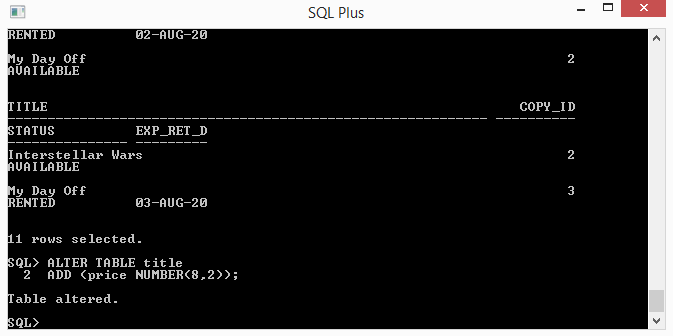 SQL Plus
RENTED          02-AUG-20
My Day Off                                                            2
AVAILABLE
TITLE                                                           COPY_ID
------------------------------------------------------------ ----------
STATUS          EXP_RET_D
--------------- ---------
Interstellar Wars                                                     2
AVAILABLE
My Day Off                                                            3
RENTED          03-AUG-20
11 rows selected.
SQL> ALTER TABLE title
  2  ADD (price NUMBER(8,2));
Table altered.
SQL>